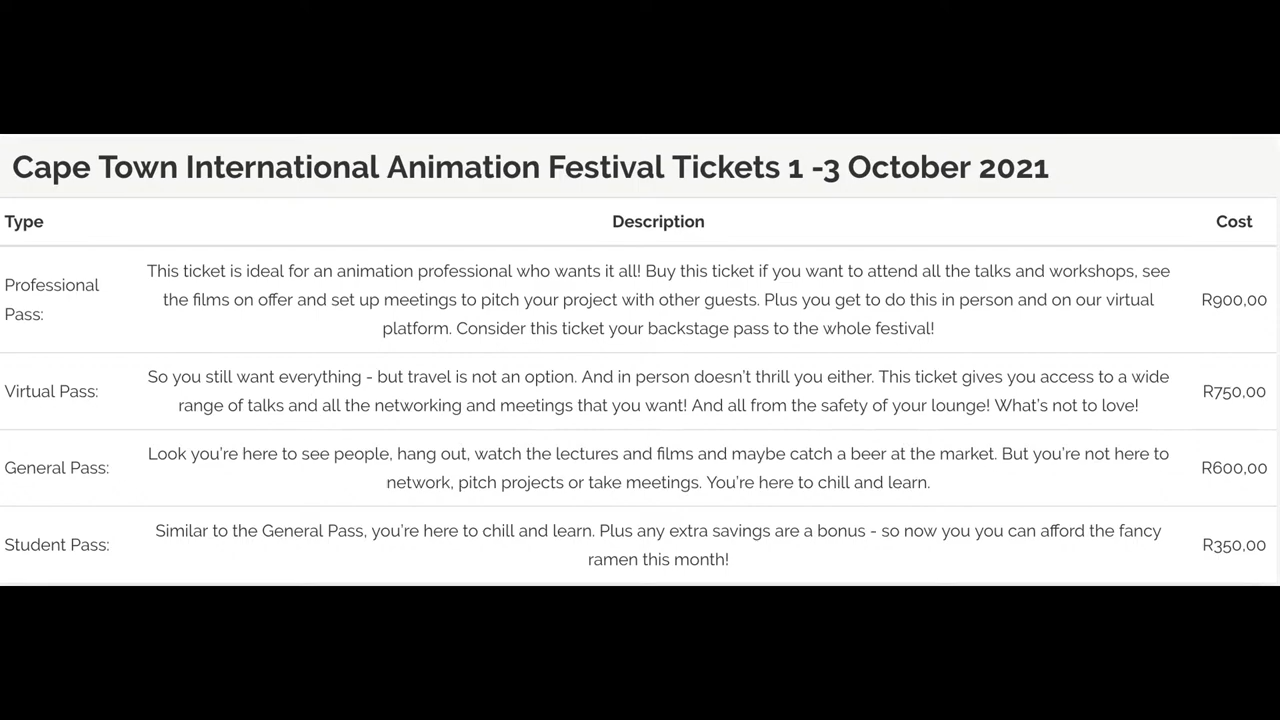 Cape Town International Animation Festival Tickets 1 -3 October 2021
Type Description Cost
Professional Pass:
This ticket is ideal for an animation professional who wants it all! Buy this ticket if you want to attend all the talks and workshops, see
the films on offer and set up meetings to pitch your project with other guests. Plus you get to do this in person and on our virtual
platform. Consider this ticket your backstage pass to the whole festival!
R900,00
Virtual Pass:
So you still want everything - but travel is not an option. And in person doesn't thrill you either. This ticket gives you access to a wide
range of talks and all the networking and meetings that you want! And all from the safety of your lounge! What's not to love!
R750,00
General Pass:
Look you're here to see people, hang out, watch the lectures and films and maybe catch a beer at the market. But you're not here to
network, pitch projects or take meetings. You're here to chill and learn.
R600,00
Student Pass:
Similar to the General Pass, you're here to chill and learn. Plus any extra savings are a bonus - so now you you can afford the fancy
ramen this month!
R350,00